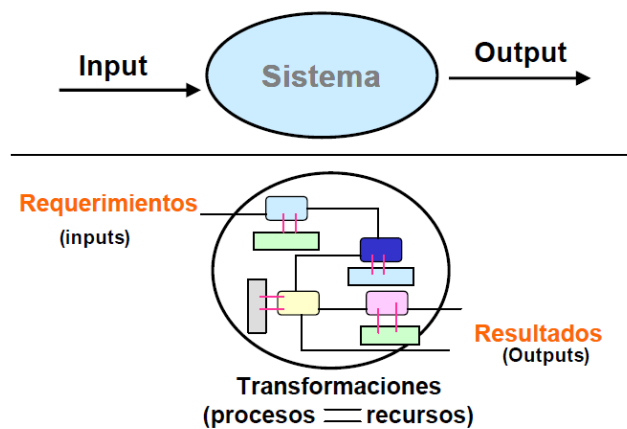 Input
Sistema
Output
Requerimientos
(inputs)
Resultados
(Outputs)
Transformaciones
(procesos recursos)